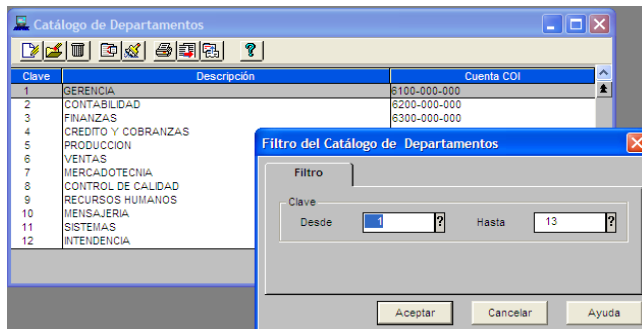 Catálogo de Departamentos
Clave Descripción Cuenta COI
1 GERENCIA 6100-000-000
2 CONTABILIDAD 6200-000-000
3 FINANZAS 6300-000-000
4 CREDITO Y COBRANZAS
5 PRODUCCION
6 VENTAS
7 MERCADOTECNIA
8 CONTROL DE CALIDAD
9 RECURSOS HUMANOS
10 MENSAJERIA
11 SISTEMAS
12 INTENDENCIA
Filtro del Catálogo de Departamentos
Filtro
Clave
Desde 1 ? Hasta 13 ?
Aceptar Cancelar Ayuda